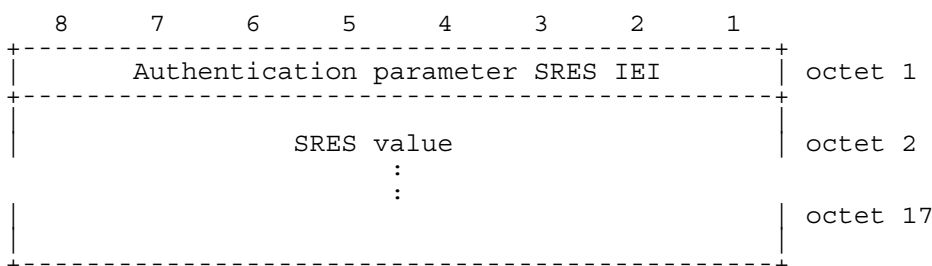 8 7 6 5 4 3 2 1
Authentication parameter SRES IEI octet 1
SRES value octet 2
:
:
octet 17